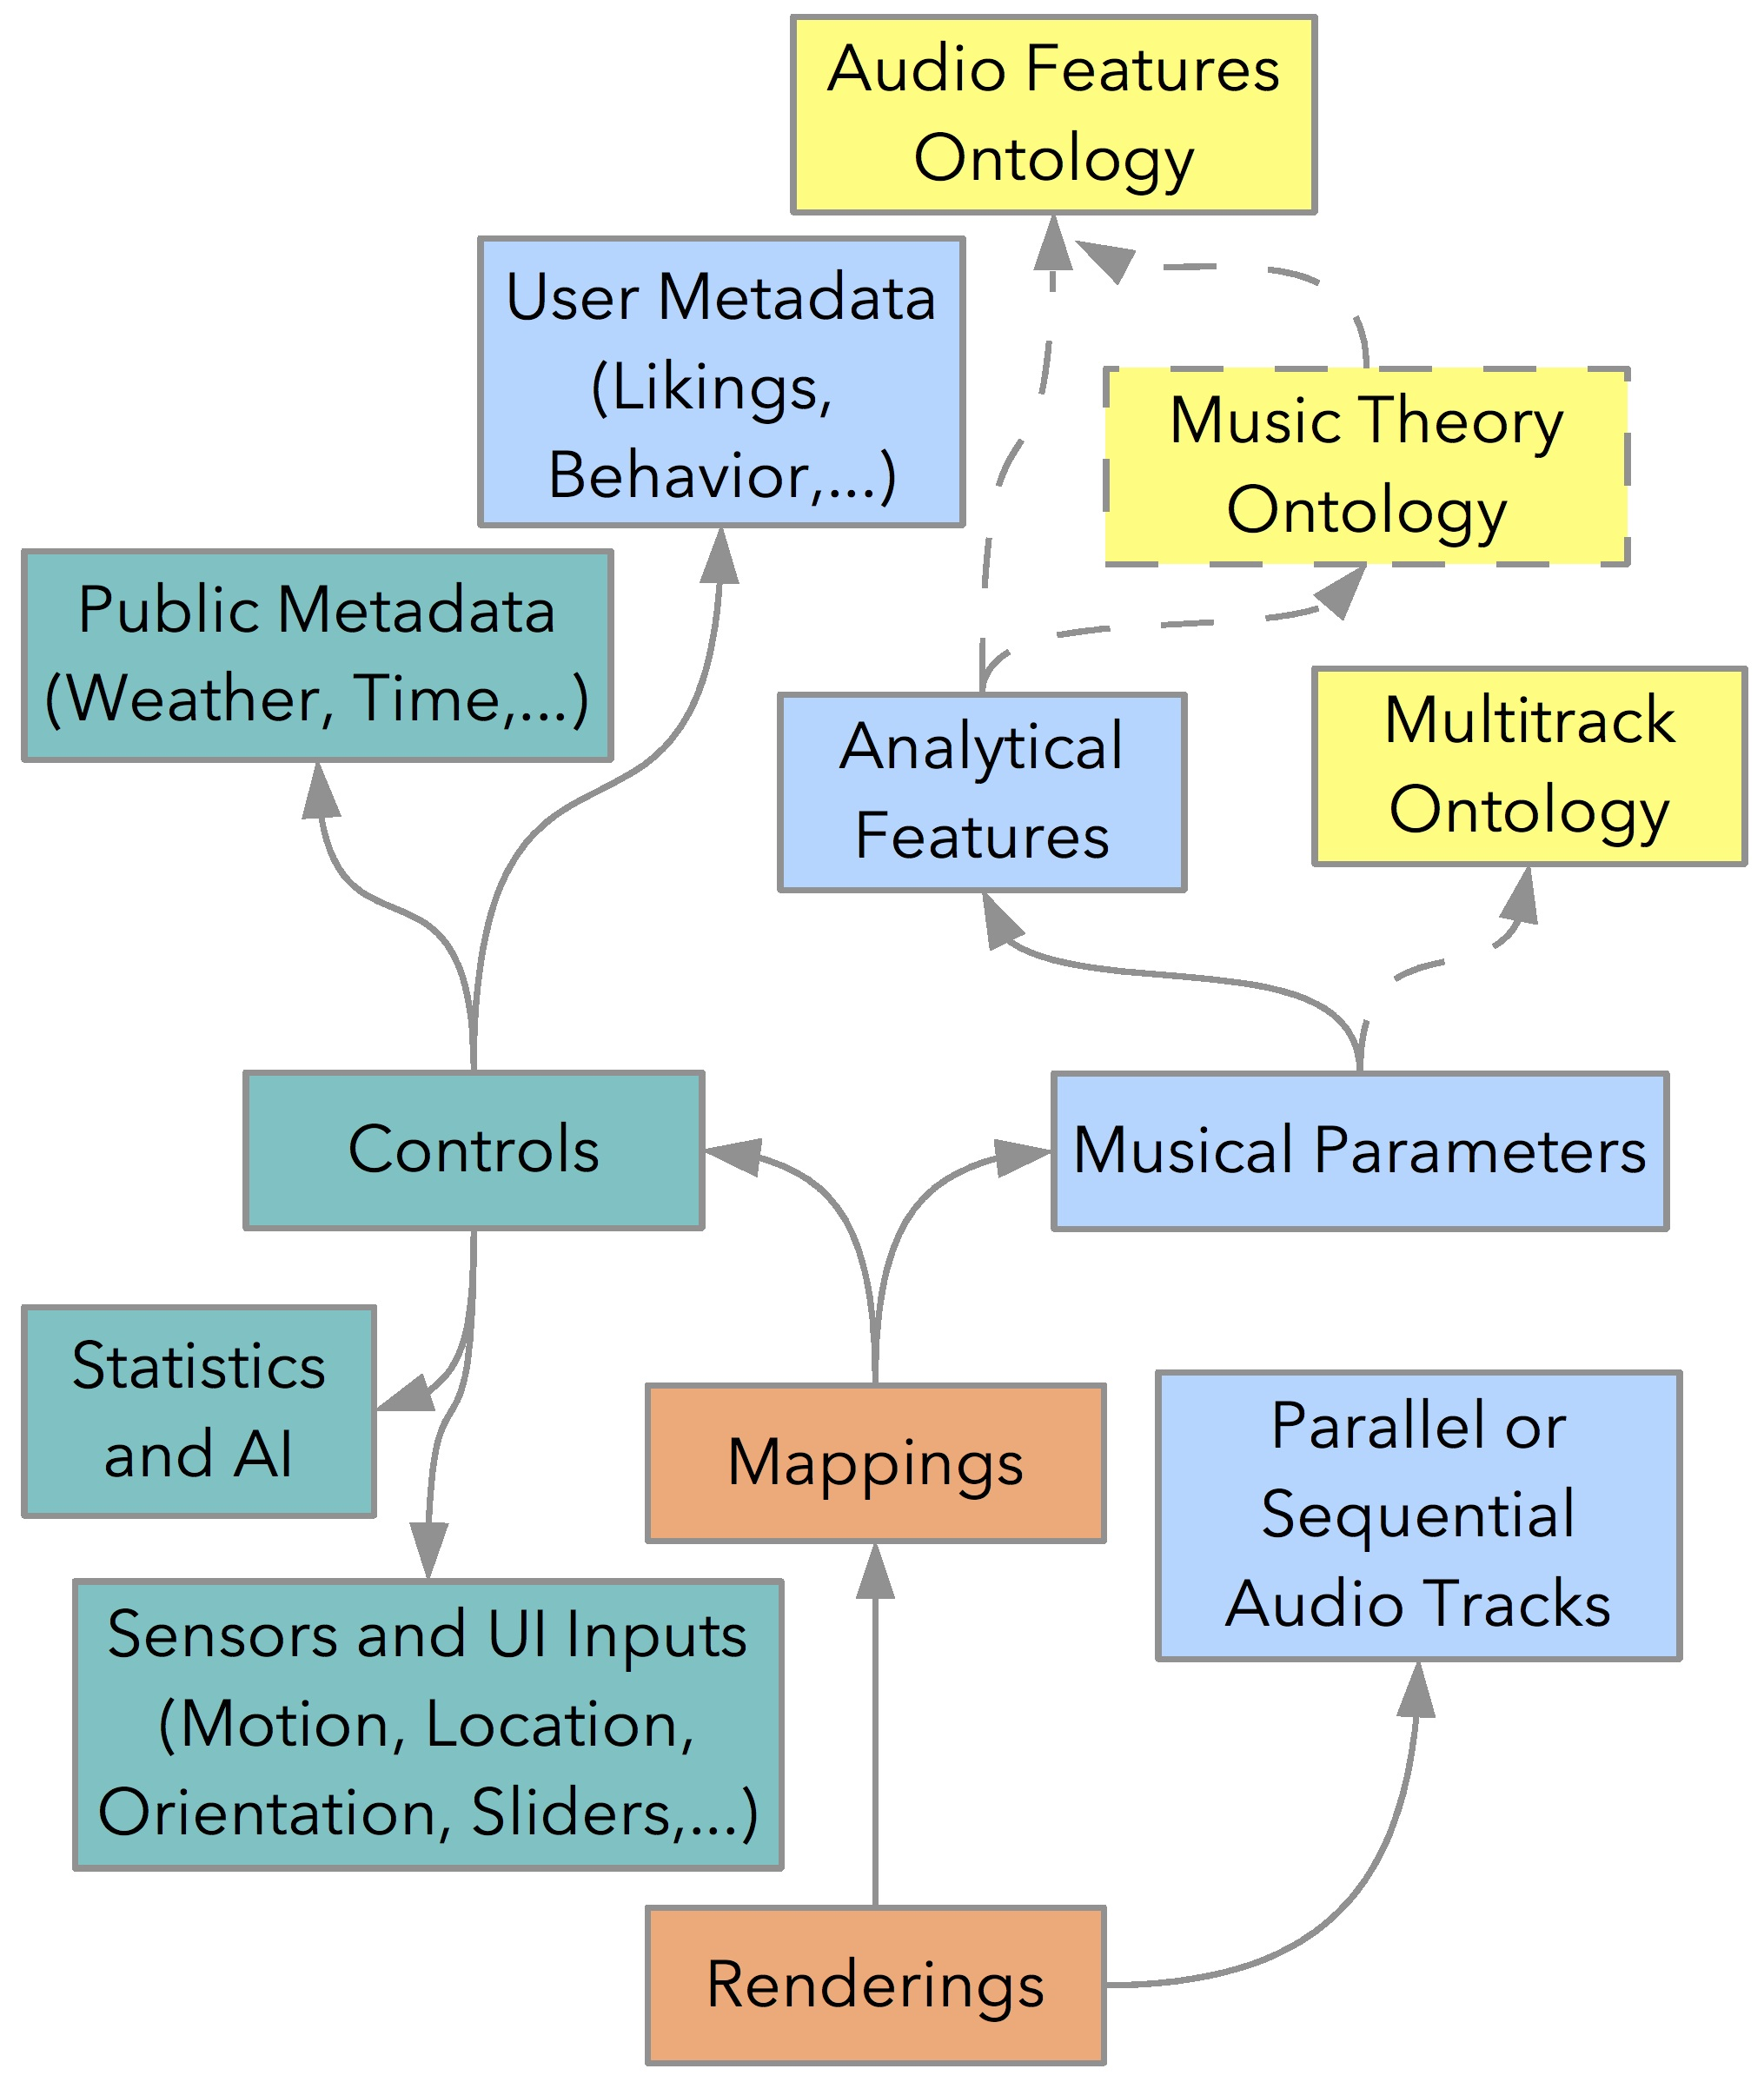 Audio Features
Ontology
User Metadata
(Likings,
Behavior,...)
Music Theory
Ontology
Public Metadata
(Weather, Time,...)
Analytical
Features
Multitrack
Ontology
Controls
Musical Parameters
Statistics
and AI
Mappings
Parallel or
Sequential
Audio Tracks
Sensors and UI Inputs
(Motion, Location,
Orientation, Sliders,...)
Renderings